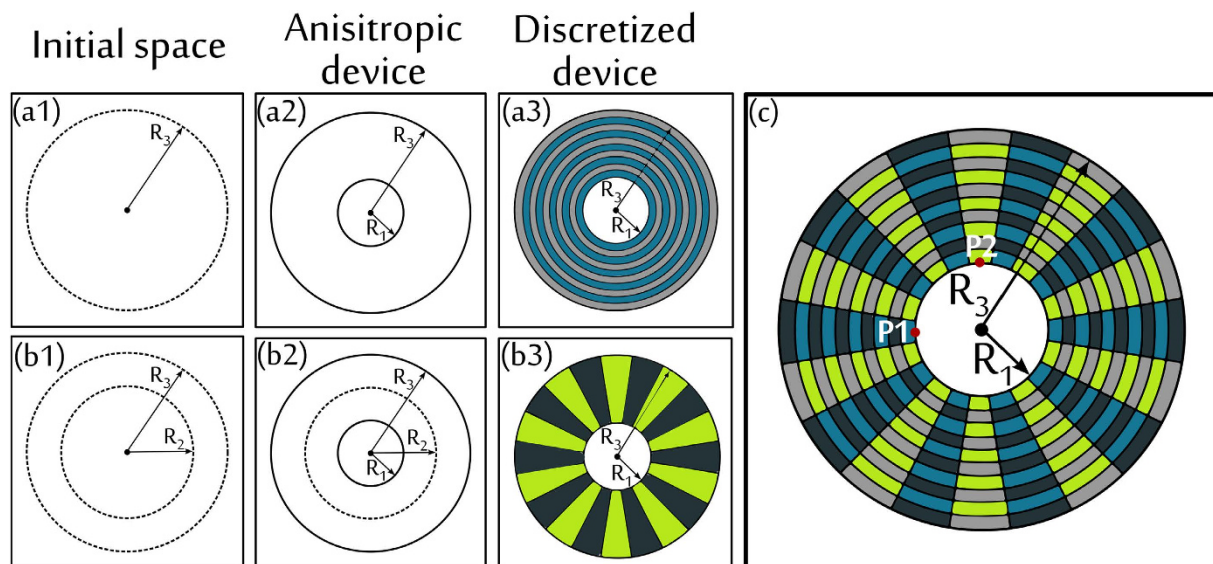 Initial space
Anisitropic
device
Discretized
device
(a1)
R3
(a2)
R3
R1
(a3)
R3
R1
(b1)
R3
R2
(b2)
R3
R2
R1
(b3)
R3
R1
(c)
P2
P1
R3
R1